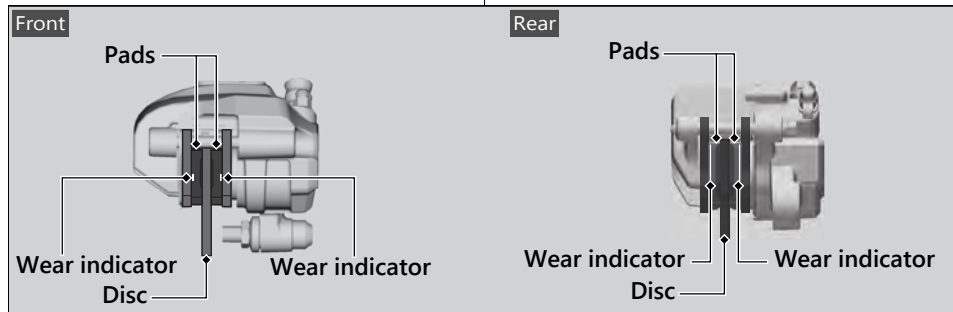 Front
Pads
Wear indicator
Wear indicator
Disc
Rear
Pads
Wear indicator
Wear indicator
Disc